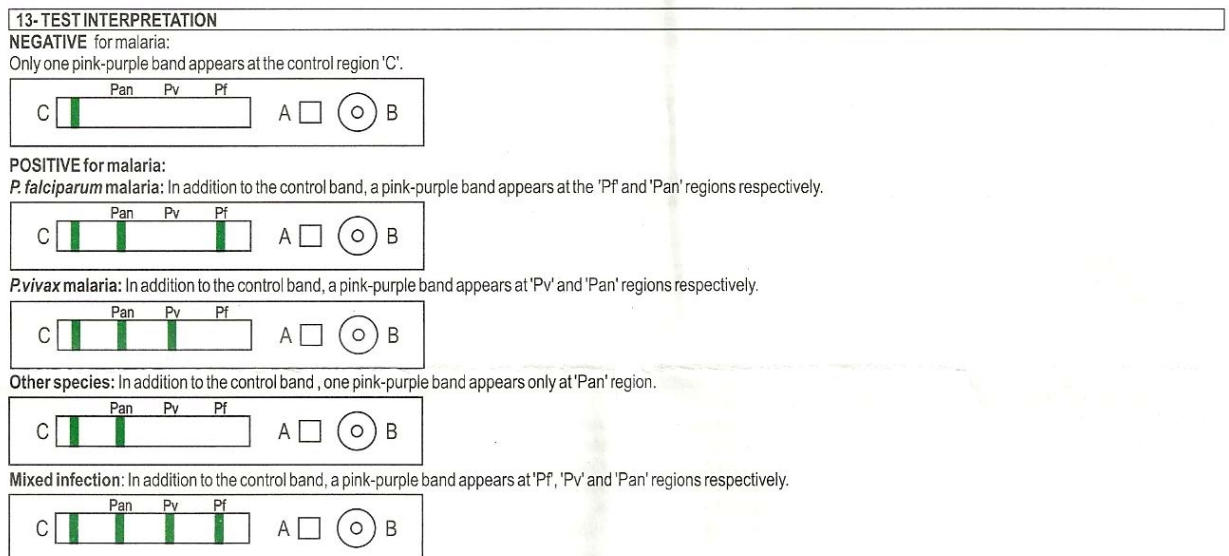 13- TEST INTERPRETATION
NEGATIVE for malaria:
Only one pink-purple band appears at the control region 'C'.
Pan Pv Pf
C A B
POSITIVE for malaria:
P. falciparum malaria: In addition to the control band, a pink-purple band appears at the 'Pf' and 'Pan' regions respectively.
Pan Pv Pf
C A B
P.vivax malaria: In addition to the control band, a pink-purple band appears at 'Pv' and 'Pan' regions respectively.
Pan Pv Pf
C A B
Other species: In addition to the control band , one pink-purple band appears only at 'Pan' region.
Pan Pv Pf
C A B
Mixed infection: In addition to the control band, a pink-purple band appears at 'Pf', 'Pv' and 'Pan' regions respectively.
Pan Pv Pf
C A B